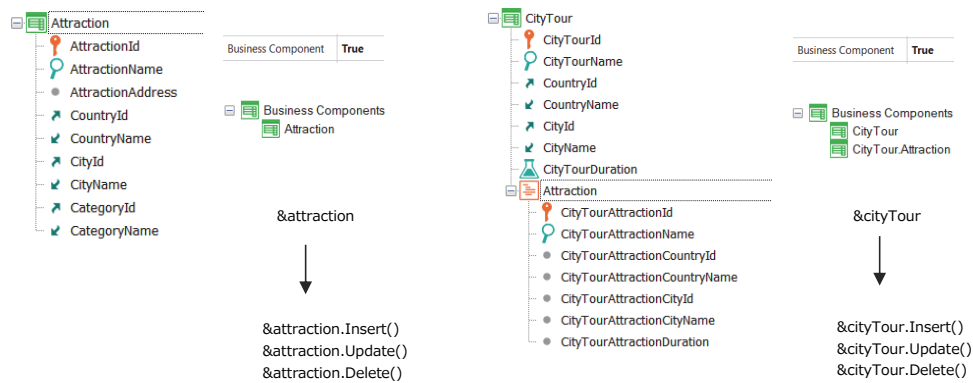 Attraction
AttractionId
AttractionName
AttractionAddress
CountryId
CountryName
CityId
CityName
CategoryId
CategoryName
Business Component True
Business Components
Attraction
&attraction
&attraction.Insert()
&attraction.Update()
&attraction.Delete()
CityTour
CityTourId
CityTourName
CountryId
CountryName
CityId
CityName
CityTourDuration
Attraction
CityTourAttractionId
CityTourAttractionName
CityTourAttractionCountryId
CityTourAttractionCountryName
CityTourAttractionCityId
CityTourAttractionCityName
CityTourAttractionDuration
Business Component True
Business Components
CityTour
CityTour.Attraction
&cityTour
&cityTour.Insert()
&cityTour.Update()
&cityTour.Delete()